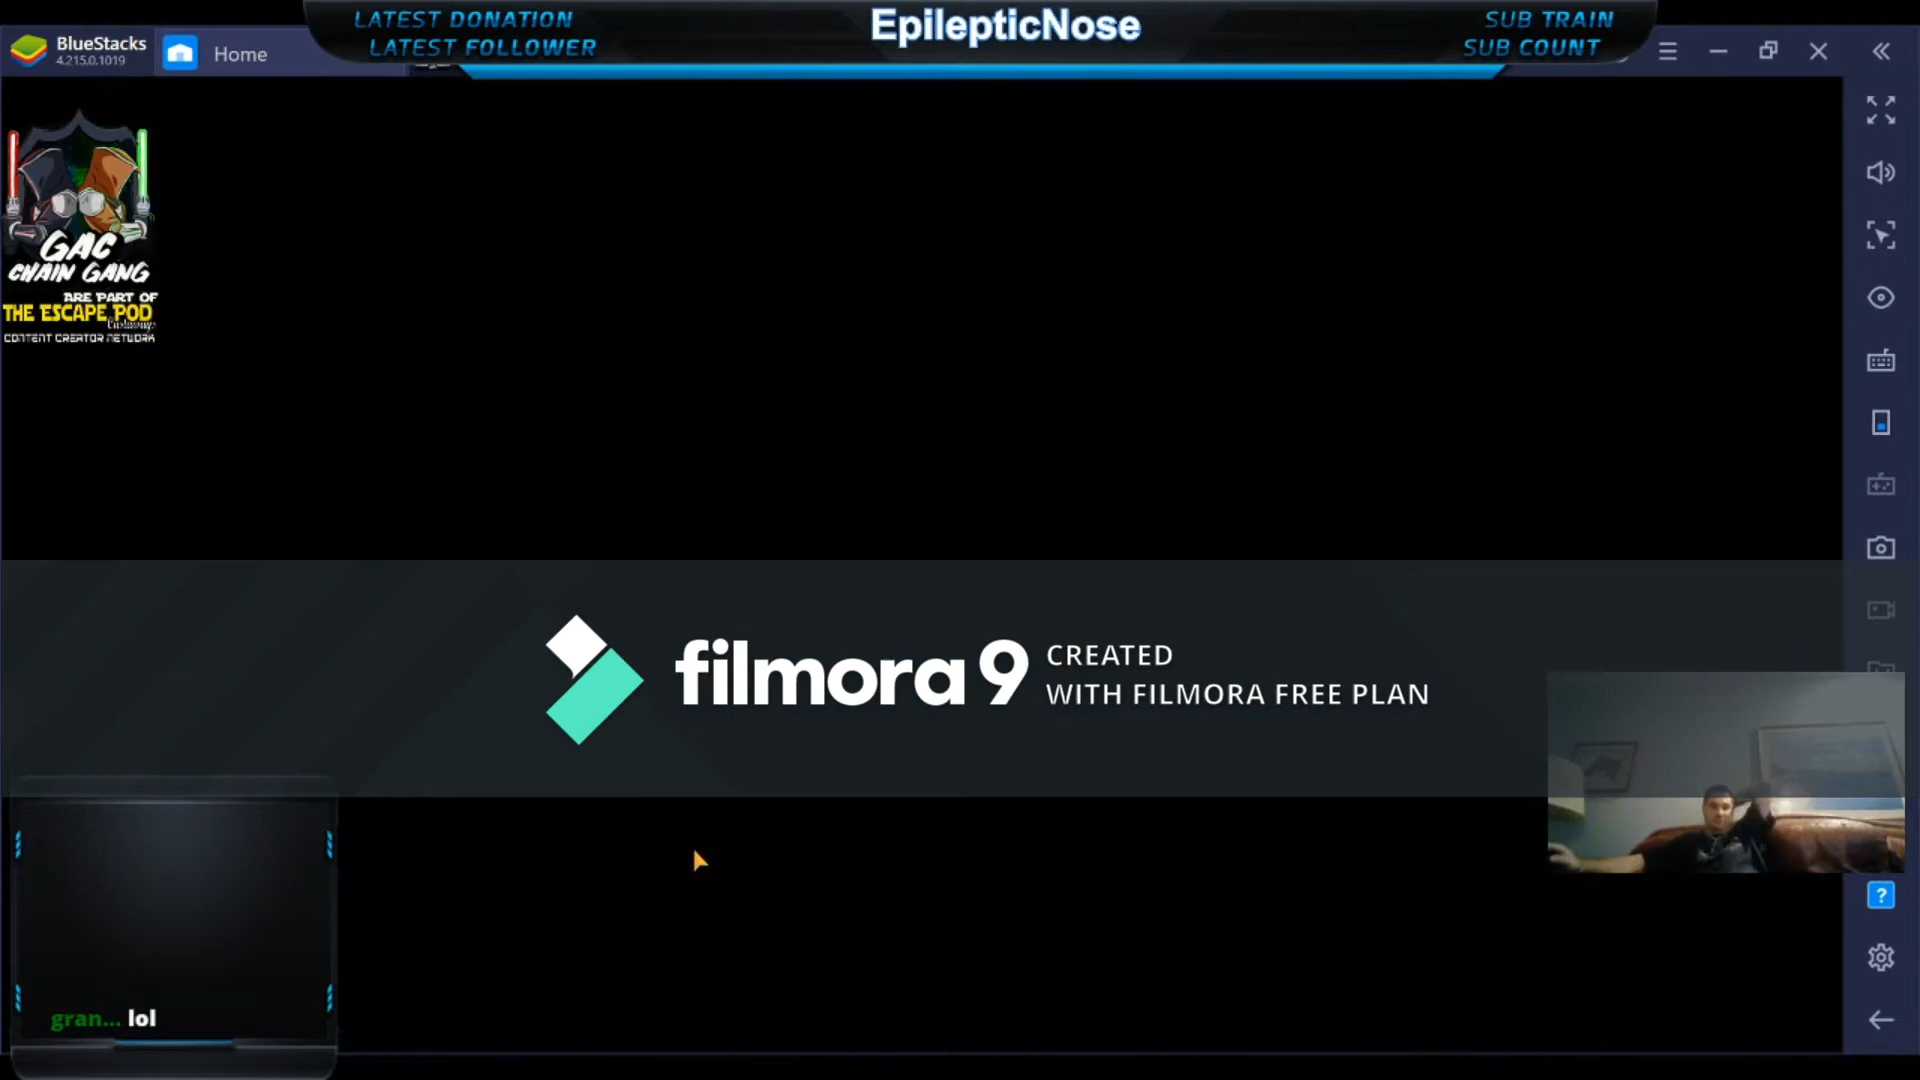 LATEST DONATION
LATEST FOLLOWER
EpilepticNose
SUB TRAIN
SUB COUNT
BlueStacks
4.215.0.1019
Home
GAC
CHAIN GANG
ARE PART OF
THE ESCAPE POD
CONTENT CREATOR NETWORK
filmora 9
CREATED
WITH FILMORA FREE PLAN
?
gran... lol